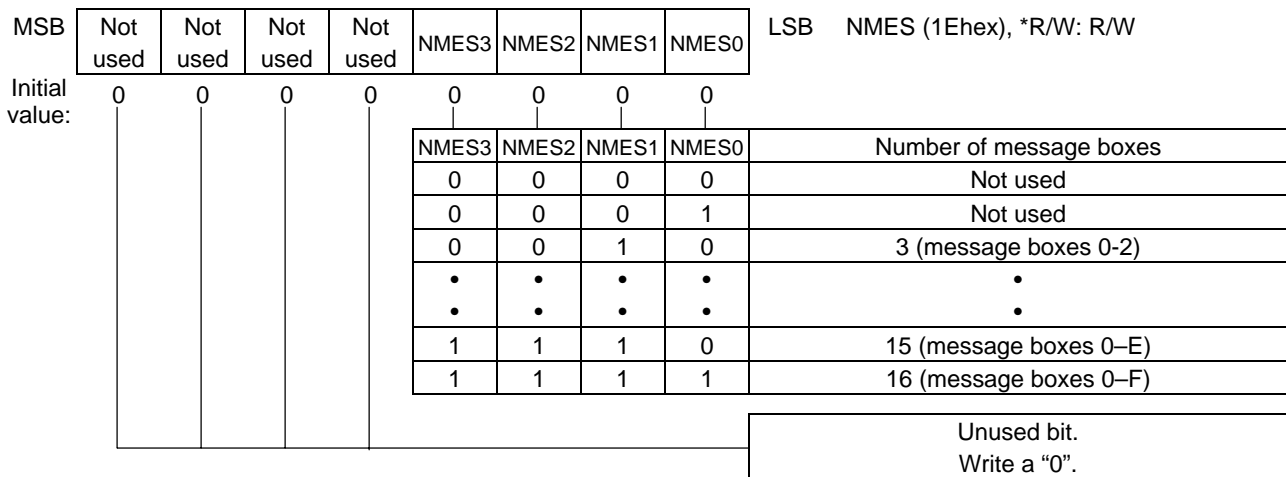 MSB Not used Not used Not used Not used NMES3 NMES2 NMES1 NMES0 LSB NMES (1Ehex), *R/W: R/W
Initial value: 0 0 0 0 0 0 0 0
NMES3 NMES2 NMES1 NMES0 Number of message boxes
0 0 0 0 Not used
0 0 0 1 Not used
0 0 1 0 3 (message boxes 0-2)
• • • • •
• • • • •
1 1 1 0 15 (message boxes 0–E)
1 1 1 1 16 (message boxes 0–F)
Unused bit.
Write a “0”.